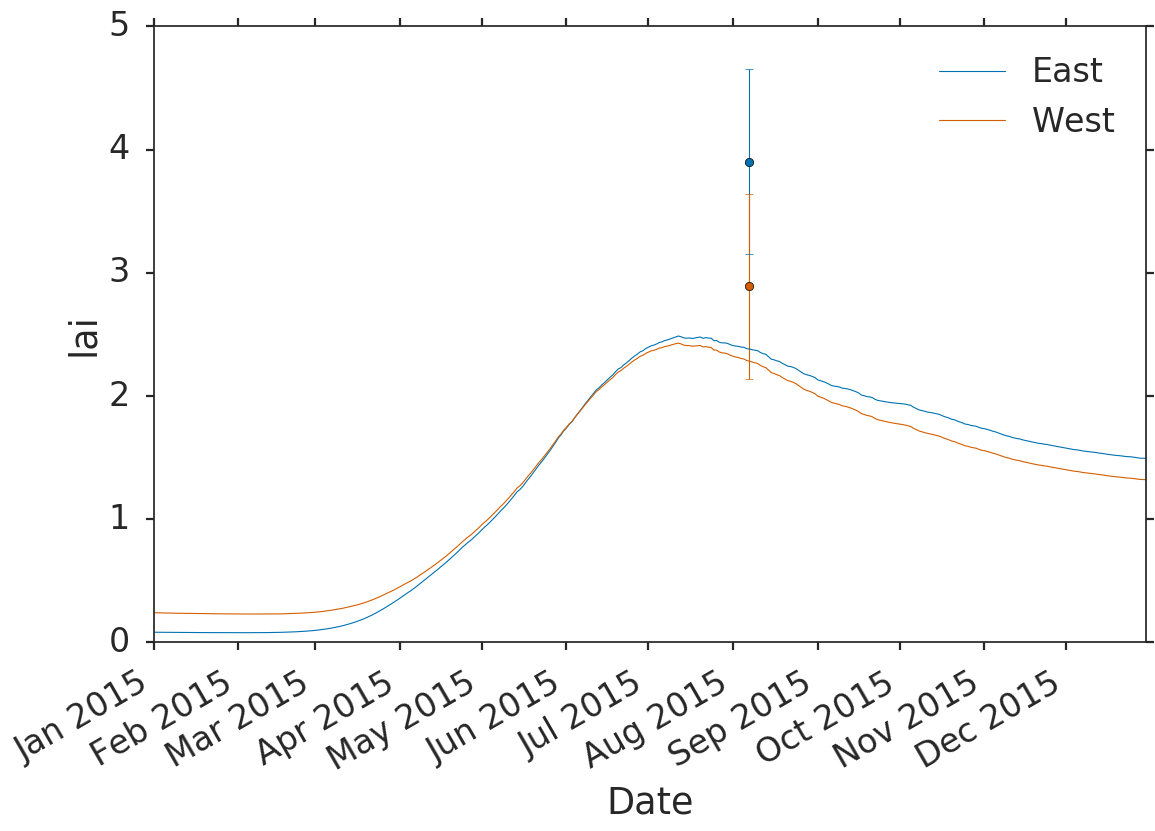 5
4
3
2
1
0
lai
East
West
Jan 2015
Feb 2015
Mar 2015
Apr 2015
May 2015
Jun 2015
Jul 2015
Aug 2015
Sep 2015
Oct 2015
Nov 2015
Dec 2015
Date